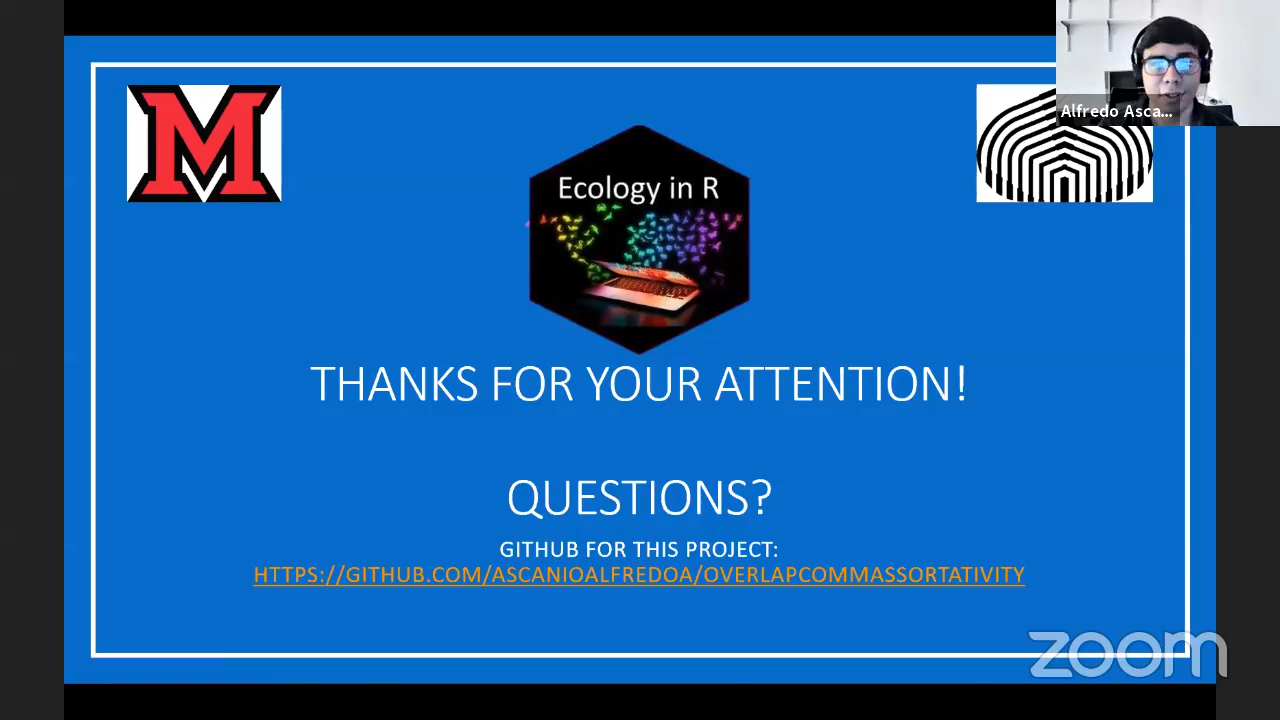 Alfredo Asca...
M
Ecology in R
THANKS FOR YOUR ATTENTION!
QUESTIONS?
GITHUB FOR THIS PROJECT:
HTTPS://GITHUB.COM/ASCANIOALFREDOA/OVERLAPCOMMASSORTATIVITY
zoom